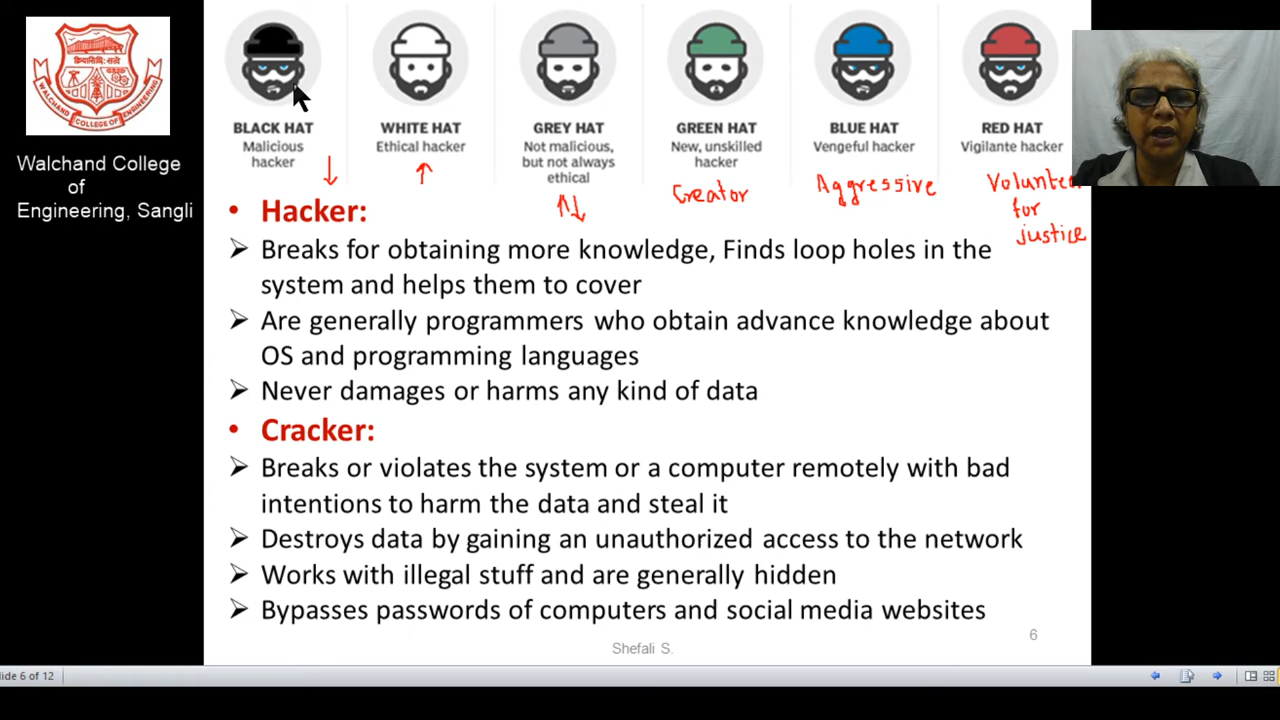 क्रियासिद्धिः सत्त्वे
WALCHAND COLLEGE OF ENGINEERING
Walchand College
of
Engineering, Sangli
BLACK HAT
Malicious
hacker
WHITE HAT
Ethical hacker
GREY HAT
Not malicious,
but not always
ethical
GREEN HAT
New, unskilled
hacker
Creator
BLUE HAT
Vengeful hacker
Aggressive
RED HAT
Vigilante hacker
for
justice
• Hacker:
➢ Breaks for obtaining more knowledge, Finds loop holes in the
system and helps them to cover
➢ Are generally programmers who obtain advance knowledge about
OS and programming languages
➢ Never damages or harms any kind of data
• Cracker:
➢ Breaks or violates the system or a computer remotely with bad
intentions to harm the data and steal it
➢ Destroys data by gaining an unauthorized access to the network
➢ Works with illegal stuff and are generally hidden
➢ Bypasses passwords of computers and social media websites
Shefali S.
6
lide 6 of 12